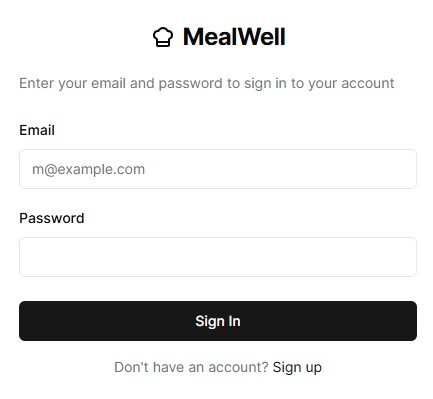 MealWell
Enter your email and password to sign in to your account
Email
m@example.com
Password
Sign In
Don't have an account? Sign up